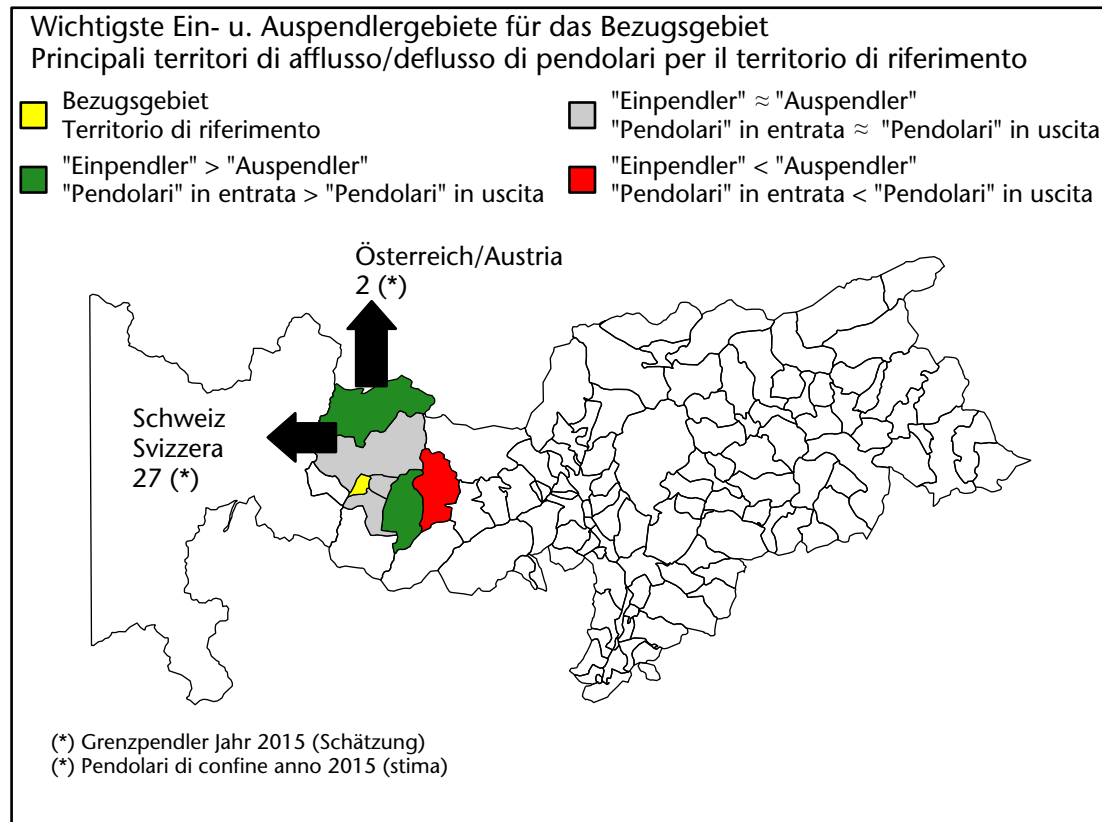 Wichtigste Ein- u. Auspendlergebiete für das Bezugsgebiet
Principali territori di afflusso/deflusso di pendolari per il territorio di riferimento
Bezugsgebiet
Territorio di riferimento
"Einpendler" > "Auspendler"
"Pendolari" in entrata > "Pendolari" in uscita
"Einpendler" ≈ "Auspendler"
"Pendolari" in entrata ≈ "Pendolari" in uscita
"Einpendler" < "Auspendler"
"Pendolari" in entrata < "Pendolari" in uscita
Österreich/Austria
2 (*)
Schweiz
Svizzera
27 (*)
(*) Grenzpendler Jahr 2015 (Schätzung)
(*) Pendolari di confine anno 2015 (stima)